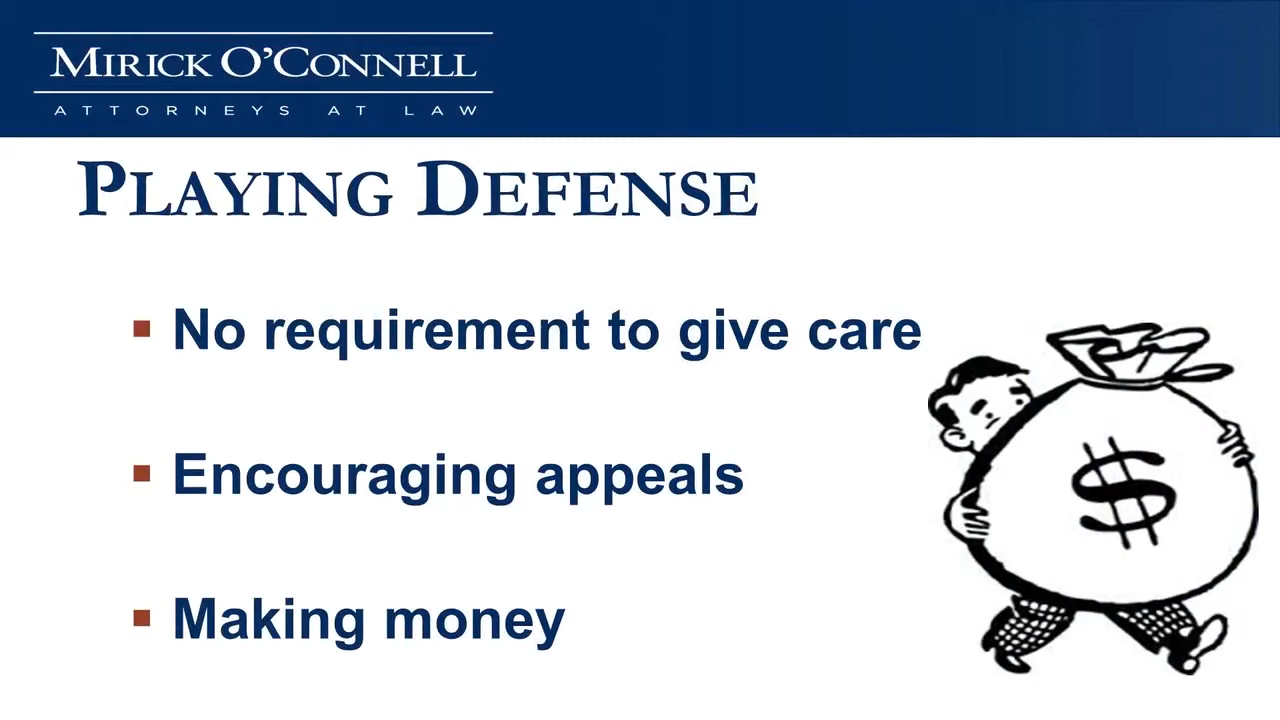 MIRICK O'CONNELL
ATTORNEYS AT LAW
PLAYING DEFENSE
No requirement to give care
Encouraging appeals
Making money
$